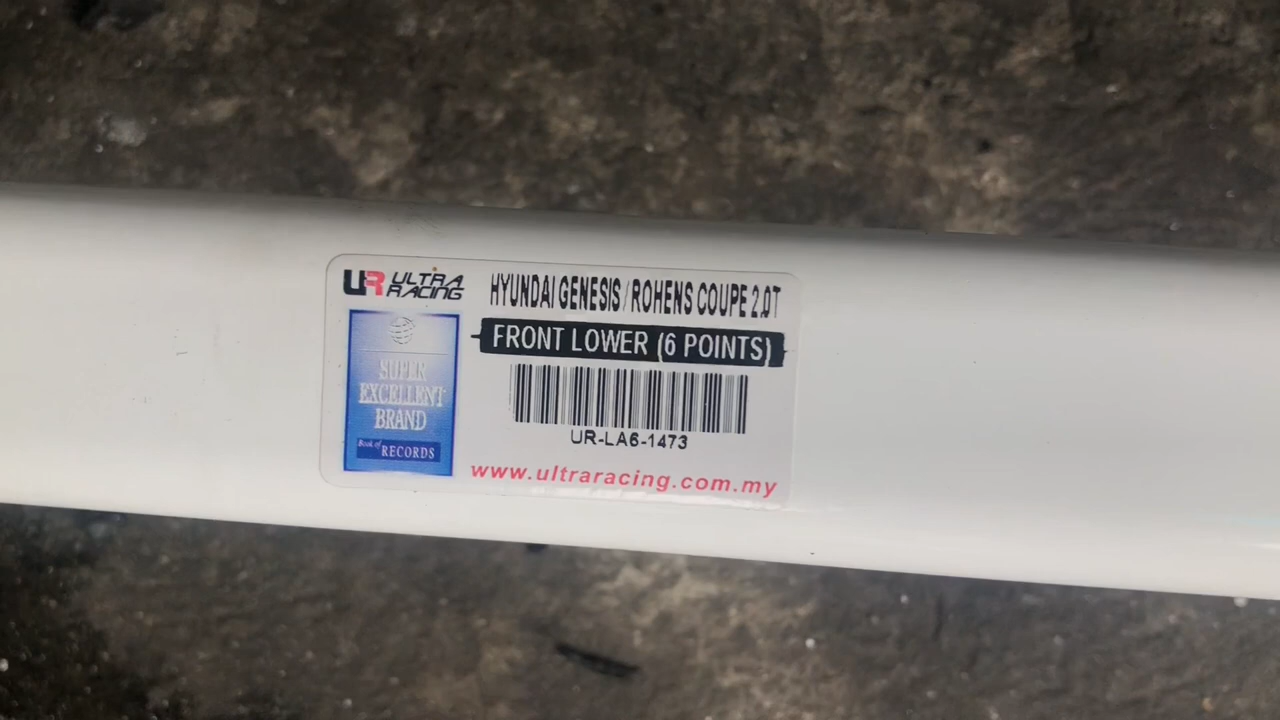 UR ULTRA RACING
HYUNDAI GENESIS / ROHENS COUPE 2.0T
FRONT LOWER (6 POINTS)
SUPER
EXCELLENT
BRAND
Book of RECORDS
UR-LA6-1473
www.ultraracing.com.my